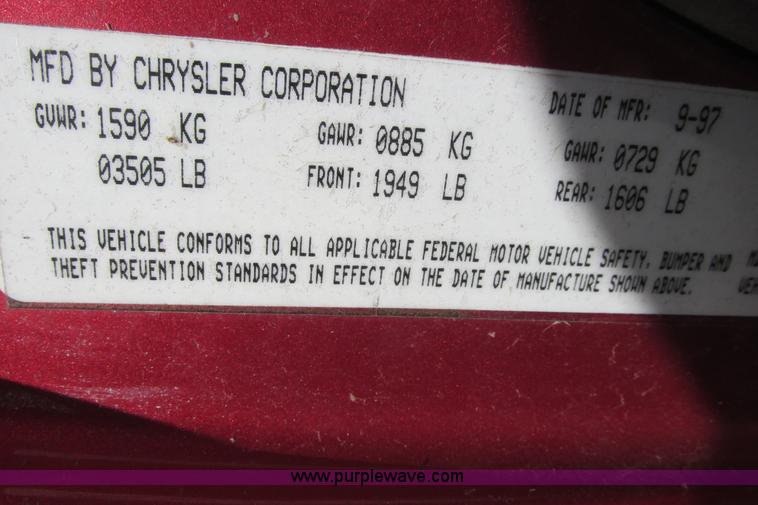 MFD BY CHRYSLER CORPORATION
DATE OF MFR: 9-97
GVWR: 1590 KG GAWR: 0885 KG GAWR: 0729 KG
03505 LB FRONT: 1949 LB REAR: 1606 LB
THIS VEHICLE CONFORMS TO ALL APPLICABLE FEDERAL MOTOR VEHICLE SAFETY, BUMPER AND
THEFT PREVENTION STANDARDS IN EFFECT ON THE DATE OF MANUFACTURE SHOWN ABOVE.
www.purplewave.com